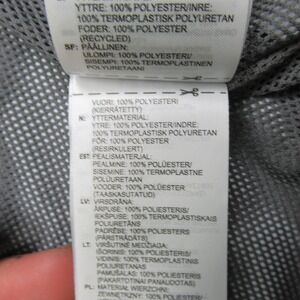 YTTRE: 100% POLYESTER/INRE:
100% TERMOPLASTISK POLYURETAN
FODER: 100% POLYESTER
(RECYCLED)
SF: PÄÄLLINEN:
ULOMPI: 100% POLYESTERI/
SISEMPI: 100% TERMOPLASTINEN
POLYURETAANI
VUORI: 100% POLYESTERI
(KIERRÄTETTY)
N: YTTERMATERIAL:
YTRE: 100% POLYESTER/INDRE:
100% TERMOPLASTISK POLYURETAN
FÔR: 100% POLYESTER
(RESIRKULERT)
EST: PEALISMATERJAL:
PEALMINE: 100% POLÜESTER/
SISEMINE: 100% TERMOPLASTNE
POLÜURETAAN
VOODER: 100% POLÜESTER
(TAASKASUTATUD)
LV: VIRSDRĀNA:
ĀRPUSE: 100% POLIESTERIS/
IEKŠPUSE: 100% TERMOPLASTISKAIS
POLIURETĀNS
ODERE: 100% POLIESTERIS
(PĀRSTRĀDĀTS)
LT: VIRŠUTINĖ MEDŽIAGA:
IŠORINIS: 100% POLIESTERIS/
VIDINIS: 100% TERMOPLASTINIS
POLIURETANAS
PAMUŠALAS: 100% POLIESTERIS
(PAKARTOTINAI PANAUDOTAS)
PL: MATERIAŁ WIERZCHNI:
ZEWNĘTRZNY: 100% POLIESTER/